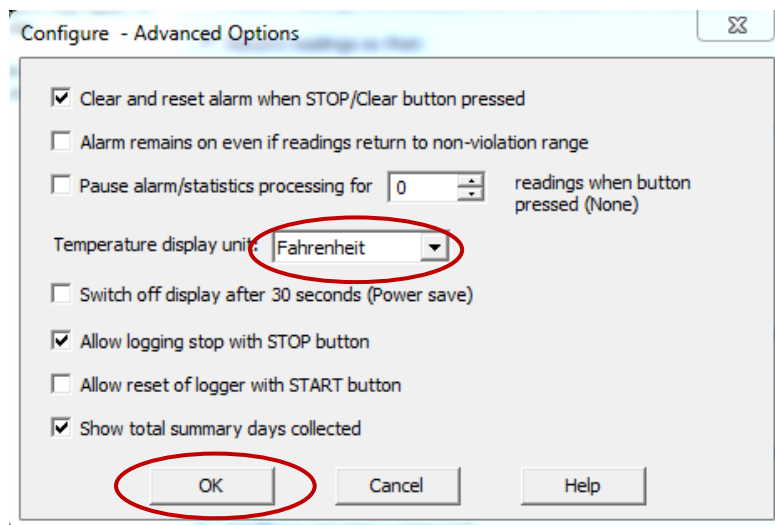 Configure - Advanced Options
Clear and reset alarm when STOP/Clear button pressed
Alarm remains on even if readings return to non-violation range
Pause alarm/statistics processing for 0 readings when button
pressed (None)
Temperature display unit: Fahrenheit
Switch off display after 30 seconds (Power save)
Allow logging stop with STOP button
Allow reset of logger with START button
Show total summary days collected
OK Cancel Help